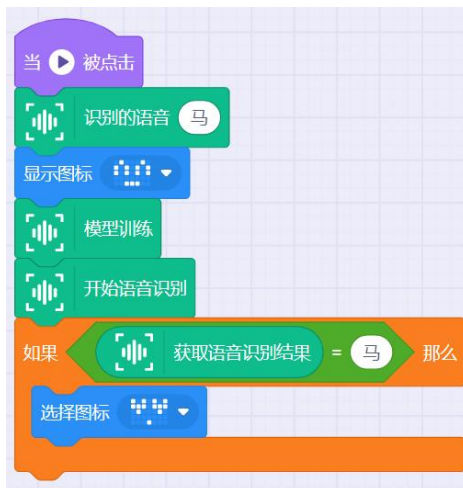 当 被点击
识别的语音 马
显示图标
模型训练
开始语音识别
如果 获取语音识别结果 = 马 那么
选择图标